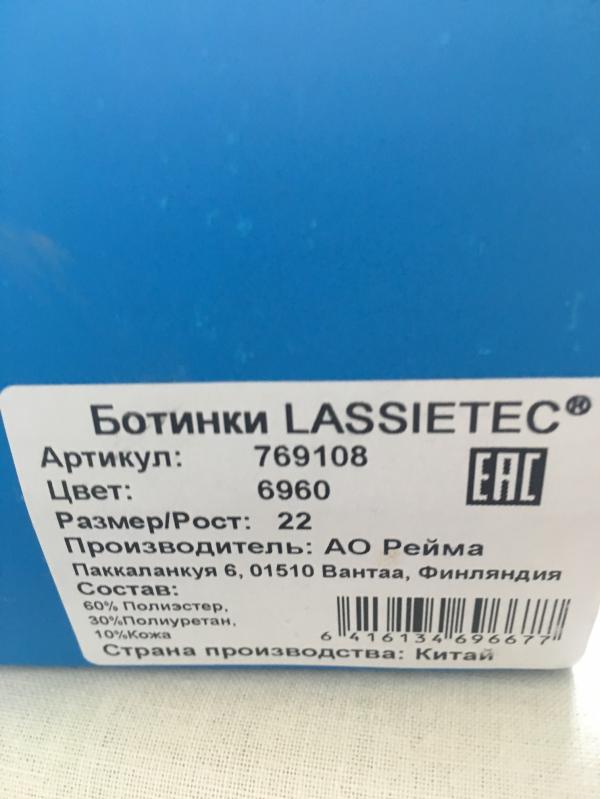 Ботинки LASSIETEC®
Артикул: 769108
Цвет: 6960
EAC
Размер/Рост: 22
Производитель: АО Рейма
Паккаланкуя 6, 01510 Вантаа, Финляндия
Состав:
60% Полиэстер,
30%Полиуретан,
10%Кожа
6 416134 696677
Страна производства: Китай